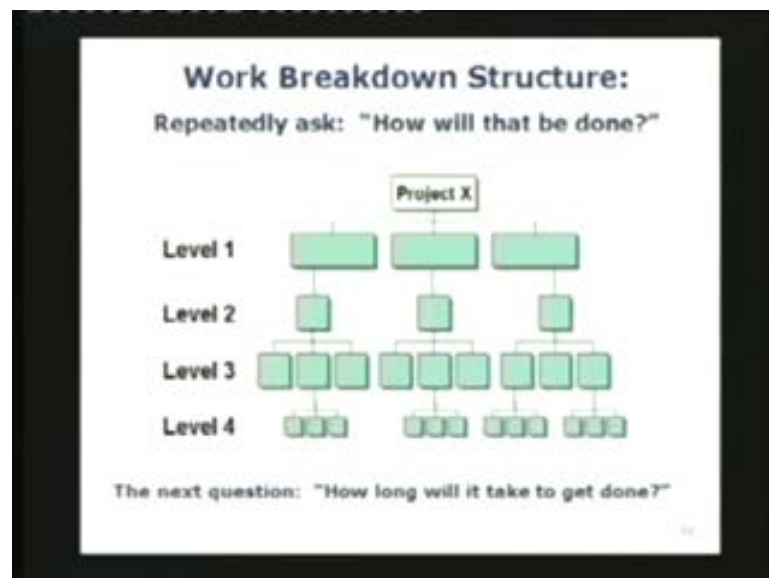 Work Breakdown Structure:
Repeatedly ask: "How will that be done?"
Project X
Level 1
Level 2
Level 3
Level 4
The next question: "How long will it take to get done?"